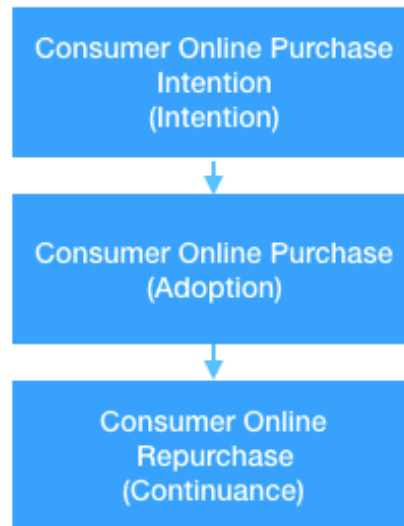 Consumer Online Purchase
Intention
(Intention)
Consumer Online Purchase
(Adoption)
Consumer Online
Repurchase
(Continuance)